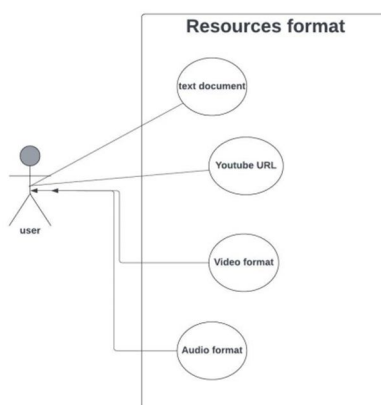 Resources format
text document
Youtube URL
user
Video format
Audio format